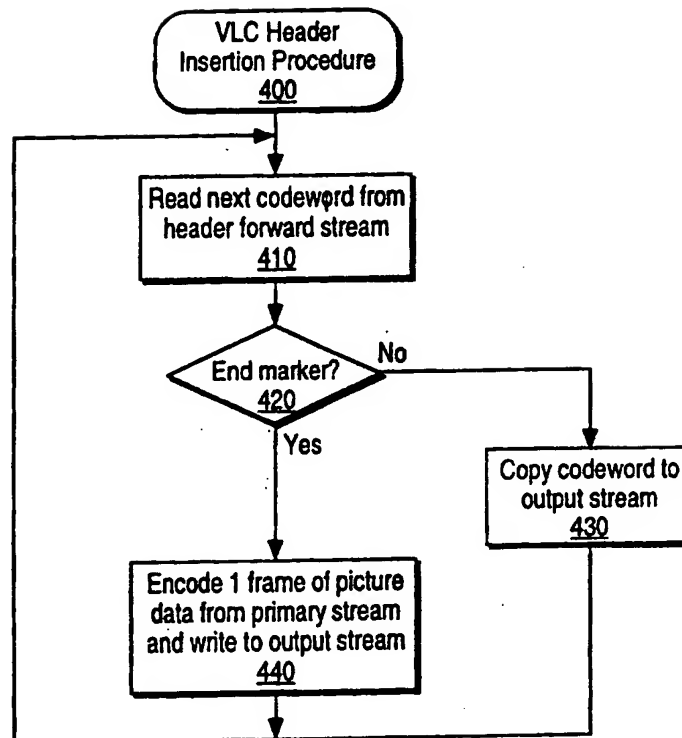 VLC Header
Insertion Procedure
400
Read next codeword from
header forward stream
410
End marker?
420
No
Yes
Copy codeword to
output stream
430
Encode 1 frame of picture
data from primary stream
and write to output stream
440